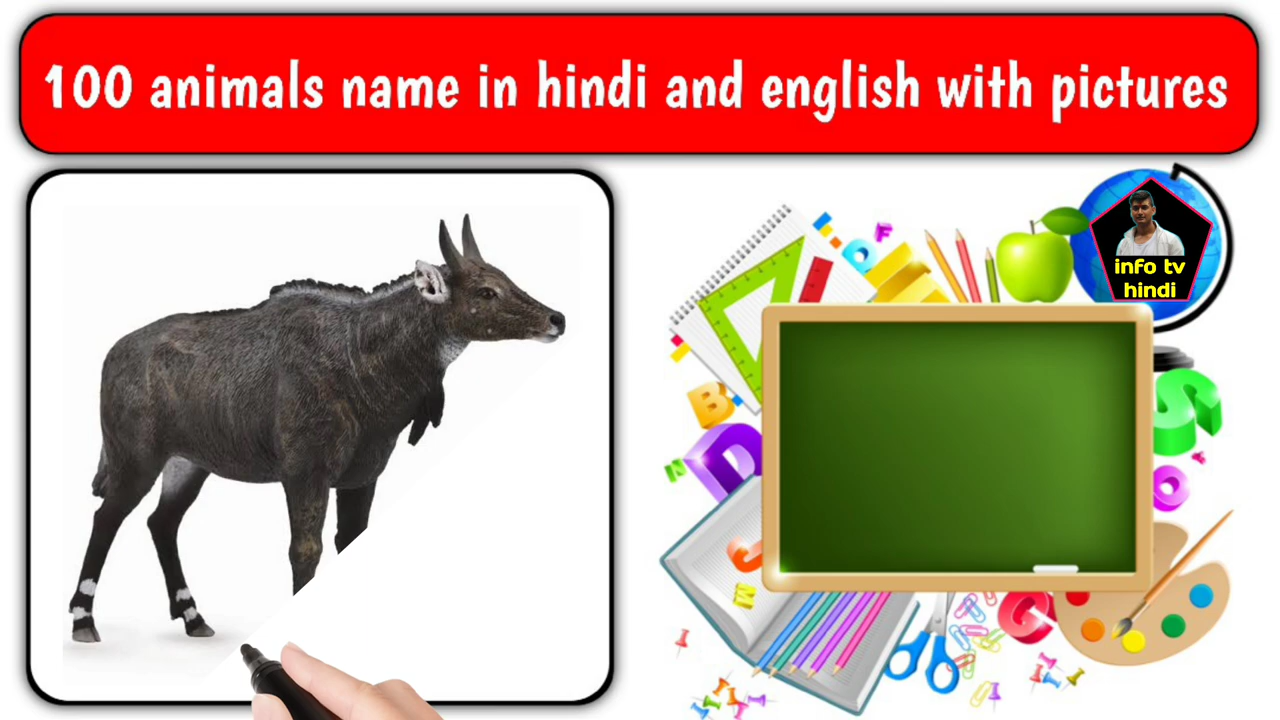 100 animals name in hindi and english with pictures
info tv
hindi
F
B
D
N
S
J
M
G